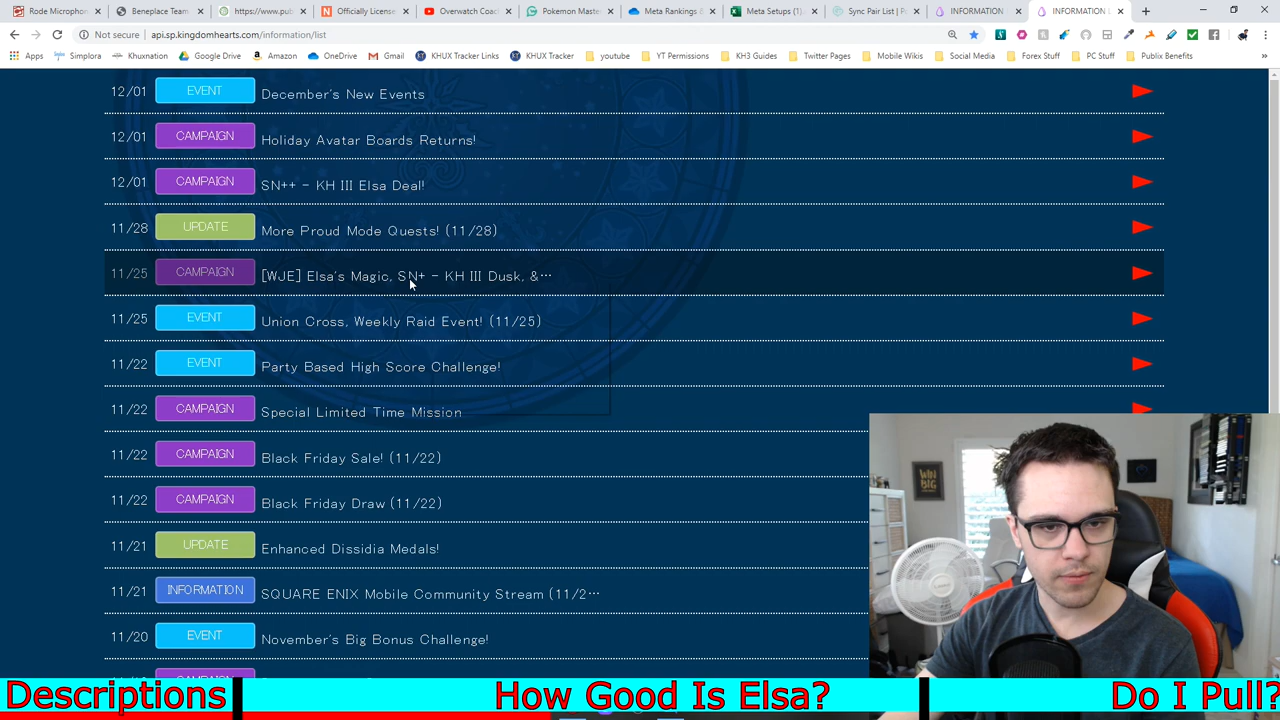 Rode Microphon
Beneplace Team
https://www.pub
Officially License
Overwatch Coac
Pokemon Master
Meta Rankings &
Meta Setups (1).
Sync Pair List | Po
INFORMATION
INFORMATION L
Not secure | api.sp.kingdomhearts.com/information/list
Apps
Simplora
Khuxnation
Google Drive
Amazon
OneDrive
Gmail
KHUX Tracker Links
KHUX Tracker
youtube
YT Permissions
KH3 Guides
Twitter Pages
Mobile Wikis
Social Media
Forex Stuff
PC Stuff
Publix Benefits
12/01 EVENT December's New Events
12/01 CAMPAIGN Holiday Avatar Boards Returns!
12/01 CAMPAIGN SN++ - KH III Elsa Deal!
11/28 UPDATE More Proud Mode Quests! (11/28)
11/25 CAMPAIGN [WJE] Elsa's Magic, SN+ - KH III Dusk, &…
11/25 EVENT Union Cross, Weekly Raid Event! (11/25)
11/22 EVENT Party Based High Score Challenge!
11/22 CAMPAIGN Special Limited Time Mission
11/22 CAMPAIGN Black Friday Sale! (11/22)
11/22 CAMPAIGN Black Friday Draw (11/22)
11/21 UPDATE Enhanced Dissidia Medals!
11/21 INFORMATION SQUARE ENIX Mobile Community Stream (11/2…
11/20 EVENT November's Big Bonus Challenge!
WIN
BIG
Descriptions
How Good Is Elsa?
Do I Pull?